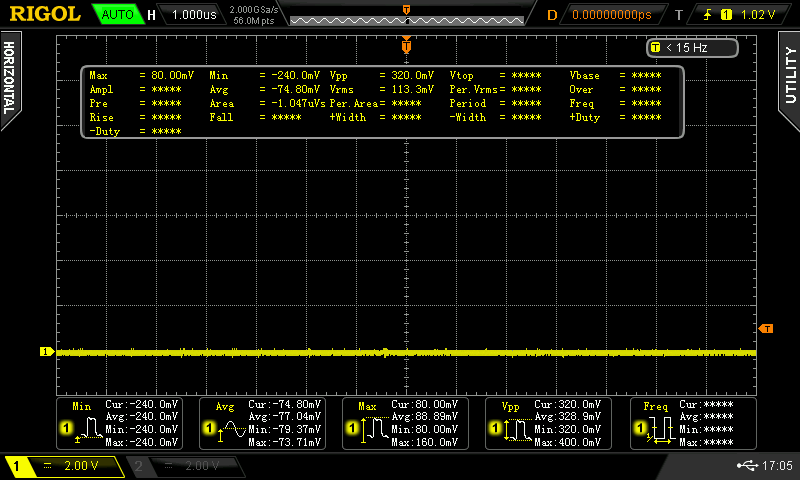 RIGOL AUTO H 1.000us 2.000GSa/s 56.0M pts T D 0.00000000ps T 1 1.02 V
HORIZONTAL
UTILITY
T
T < 15 Hz
Max = 80.00mV Min = -240.0mV Vpp = 320.0mV Vtop = ***** Vbase = *****
Ampl = ***** Avg = -74.80mV Vrms = 113.3mV Per.Vrms= ***** Over = *****
Pre = ***** Area = -1.047uVs Per.Area= ***** Period = ***** Freq = *****
Rise = ***** Fall = ***** +Width = ***** -Width = ***** +Duty = *****
-Duty = *****
T
1
Min Cur:-240.0mV
Avg:-240.0mV
1 Min:-240.0mV
Max:-240.0mV
Avg Cur:-74.80mV
Avg:-77.04mV
1 Min:-79.37mV
Max:-73.71mV
Max Cur:80.00mV
Avg:88.89mV
1 Min:80.00mV
Max:160.0mV
Vpp Cur:320.0mV
Avg:328.9mV
1 Min:320.0mV
Max:400.0mV
Freq Cur:*****
Avg:*****
1 Min:*****
Max:*****
1 2.00 V 2 2.00 V 17:05